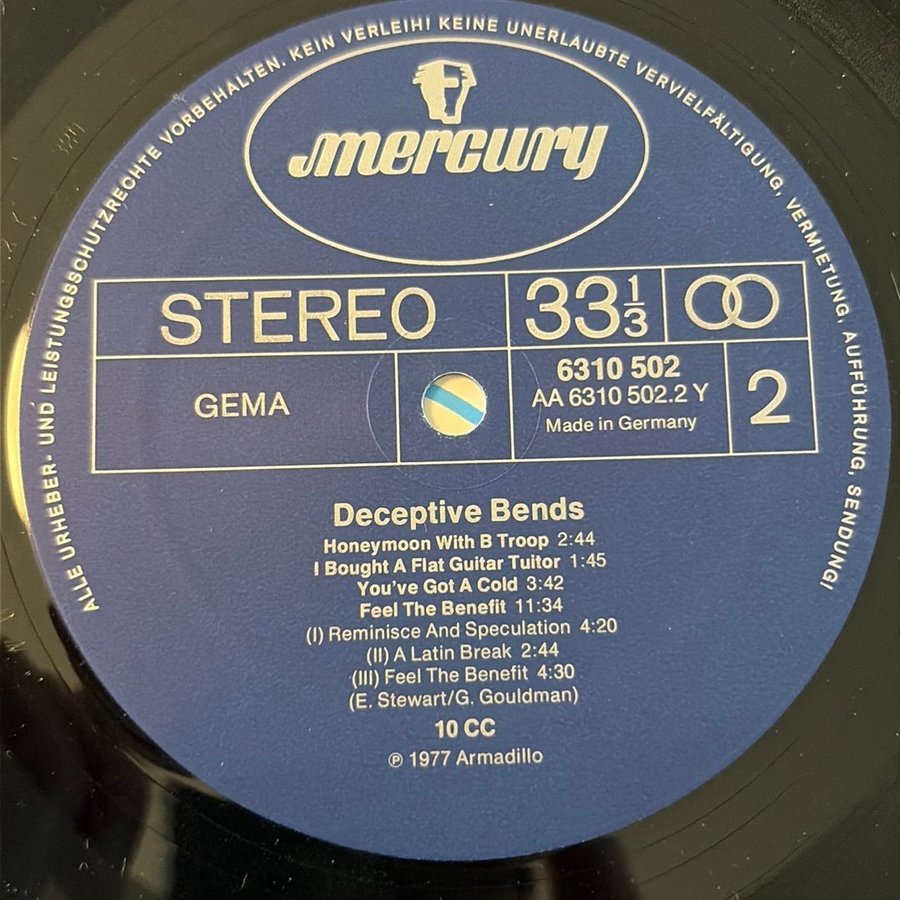 ALLE URHEBER- UND LEISTUNGSSCHUTZRECHTE VORBEHALTEN. KEIN VERLEIH! KEINE UNERLAUBTE VERVIELFÄLTIGUNG, VERMIETUNG, AUFFÜHRUNG, SENDUNG!
mercury
STEREO
33 1/3
GEMA
6310 502
AA 6310 502.2 Y
Made in Germany
2
Deceptive Bends
Honeymoon With B Troop 2:44
I Bought A Flat Guitar Tuitor 1:45
You've Got A Cold 3:42
Feel The Benefit 11:34
(I) Reminisce And Speculation 4:20
(II) A Latin Break 2:44
(III) Feel The Benefit 4:30
(E. Stewart/G. Gouldman)
10 CC
℗ 1977 Armadillo